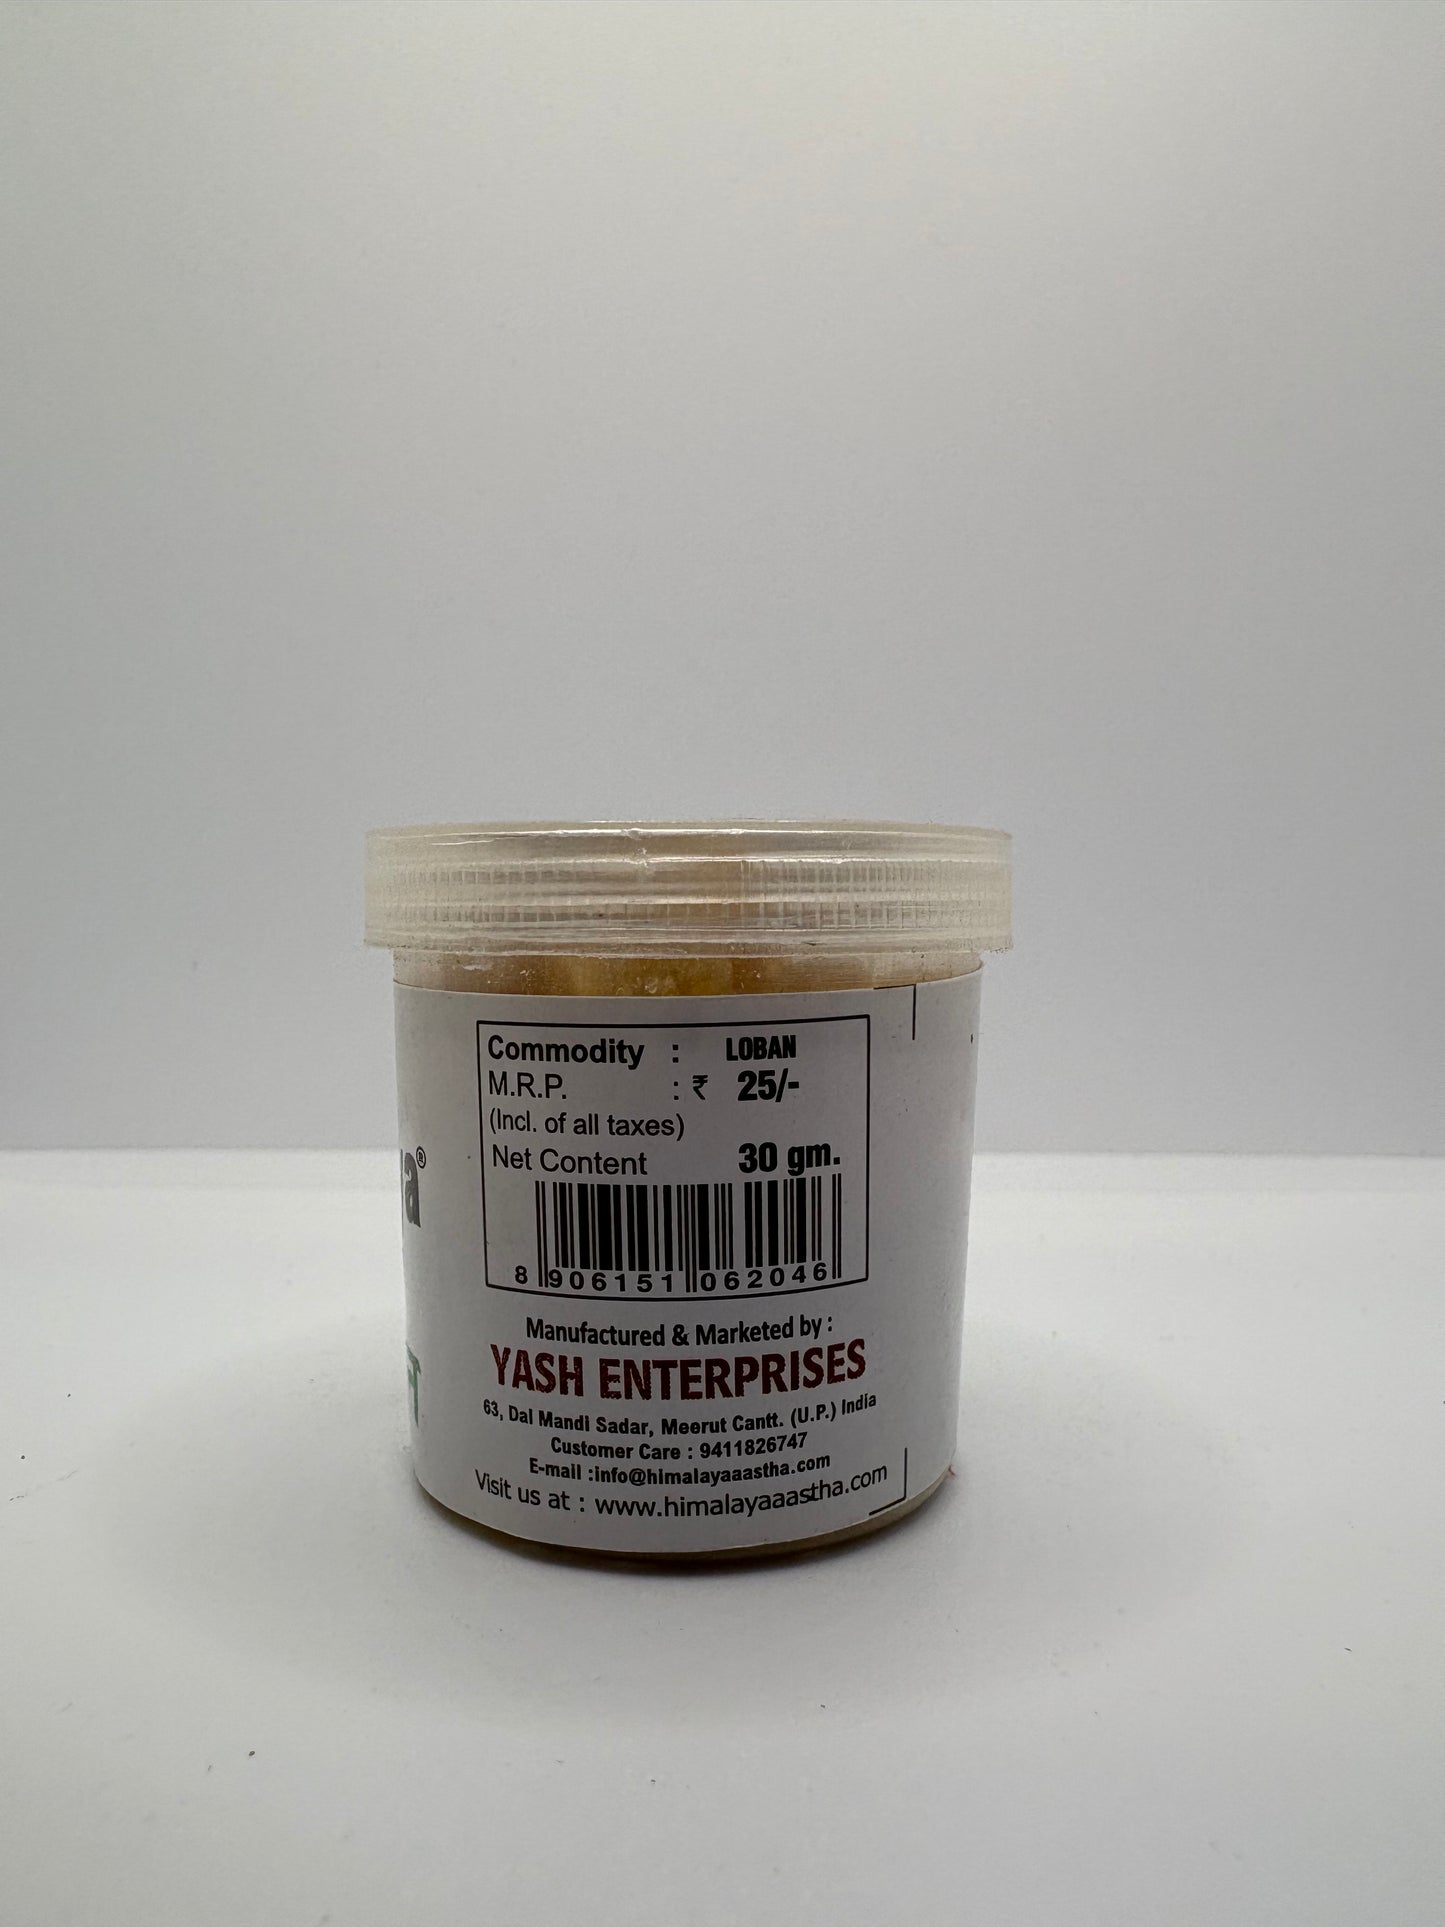 Commodity : LOBAN
M.R.P. : ₹ 25/-
(Incl. of all taxes)
Net Content 30 gm.
8 906151 062046
Manufactured & Marketed by :
YASH ENTERPRISES
63, Dal Mandi Sadar, Meerut Cantt. (U.P.) India
Customer Care : 9411826747
E-mail :info@himalayaaastha.com
Visit us at : www.himalayaaastha.com